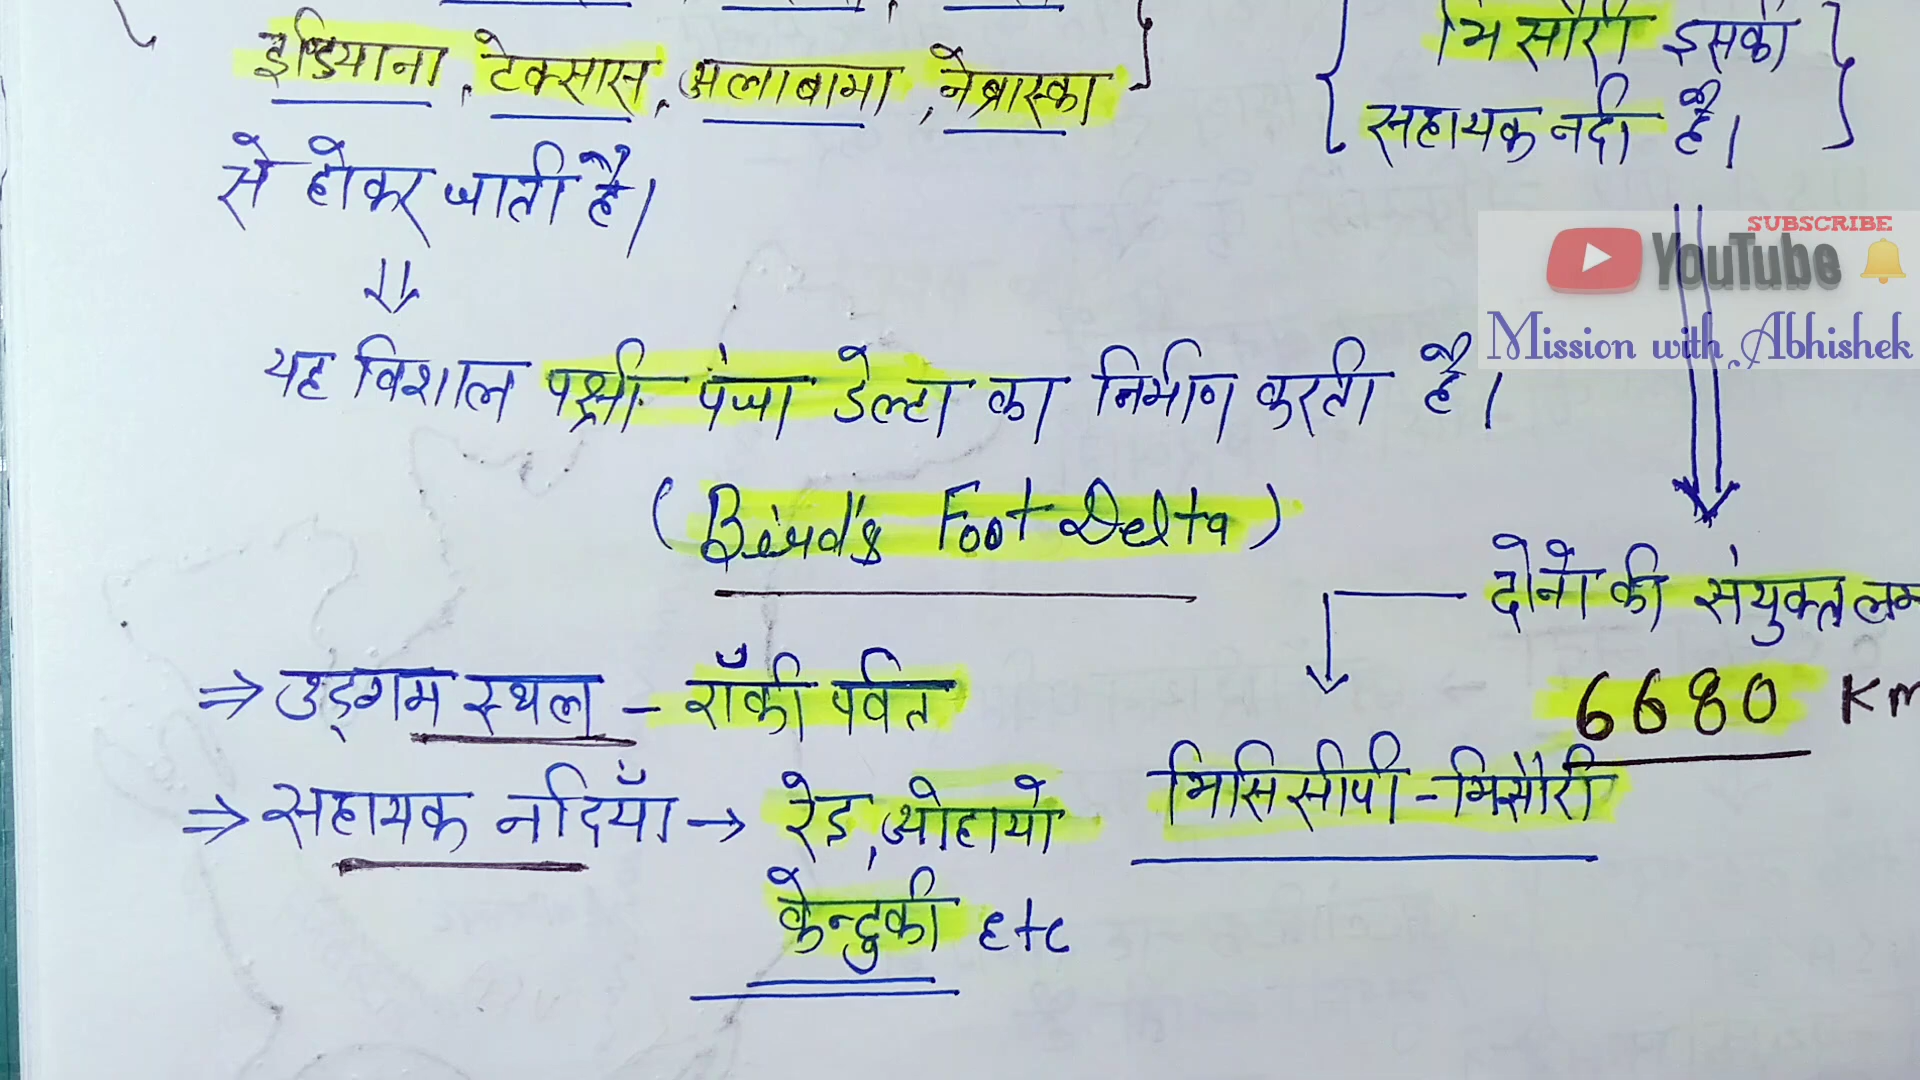 इण्डियाना, टेक्सास, अलाबामा, नेब्रास्का
से होकर जाती है।
मिसौरी इसकी
सहायक नदी है।
SUBSCRIBE
YouTube
Mission with Abhishek
यह विशाल पक्षी पंजा डेल्टा का निर्माण करती है।
(Bird's Foot Delta)
दोनों की संयुक्त लम्
6680 Km
मिसिसीपी - मिसौरी
⇒ उद्गम स्थल - रॉकी पर्वत
⇒ सहायक नदियाँ → रेड, ओहायो
केन्टुकी etc